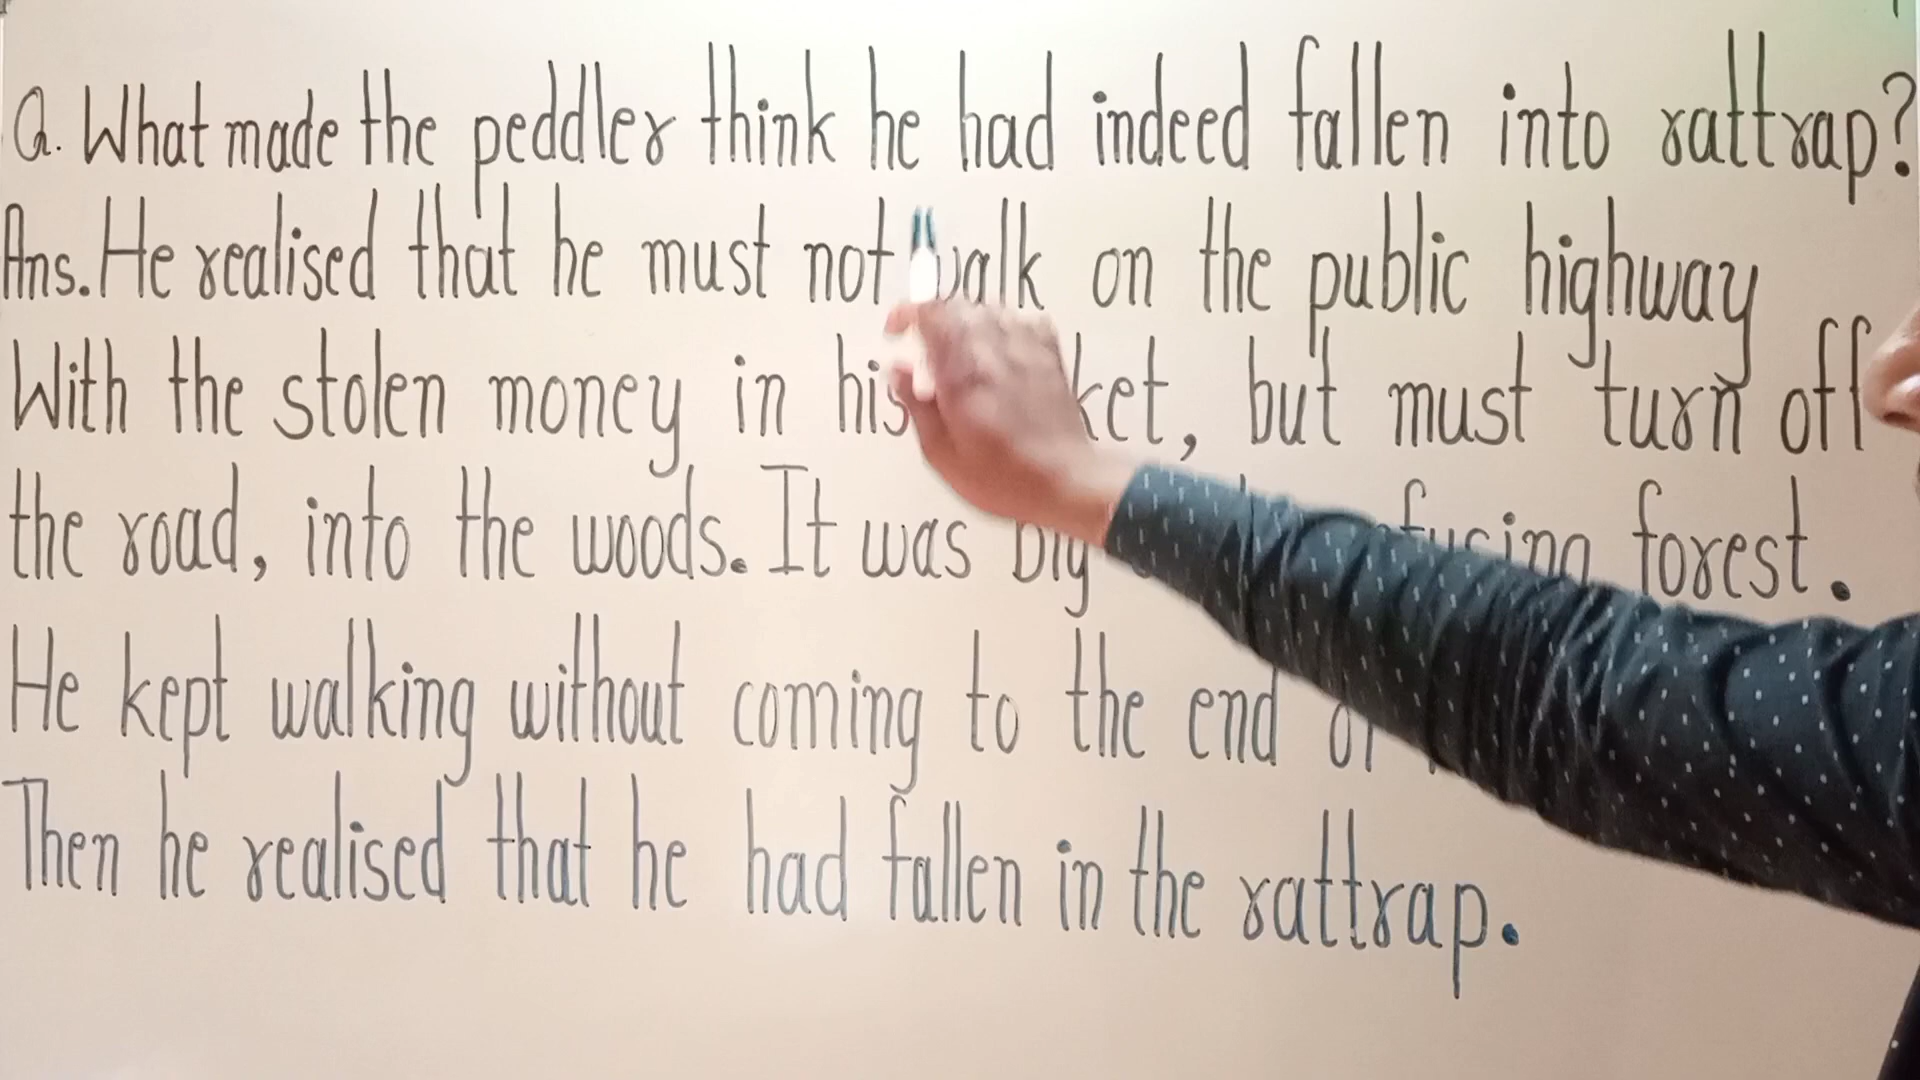 Q. What made the peddler think he had indeed fallen into rattrap?
Ans. He realised that he must not walk on the public highway
With the stolen money in his ket, but must turn off
the road, into the woods. It was big forest.
He kept walking without coming to the end
Then he realised that he had fallen in the rattrap.